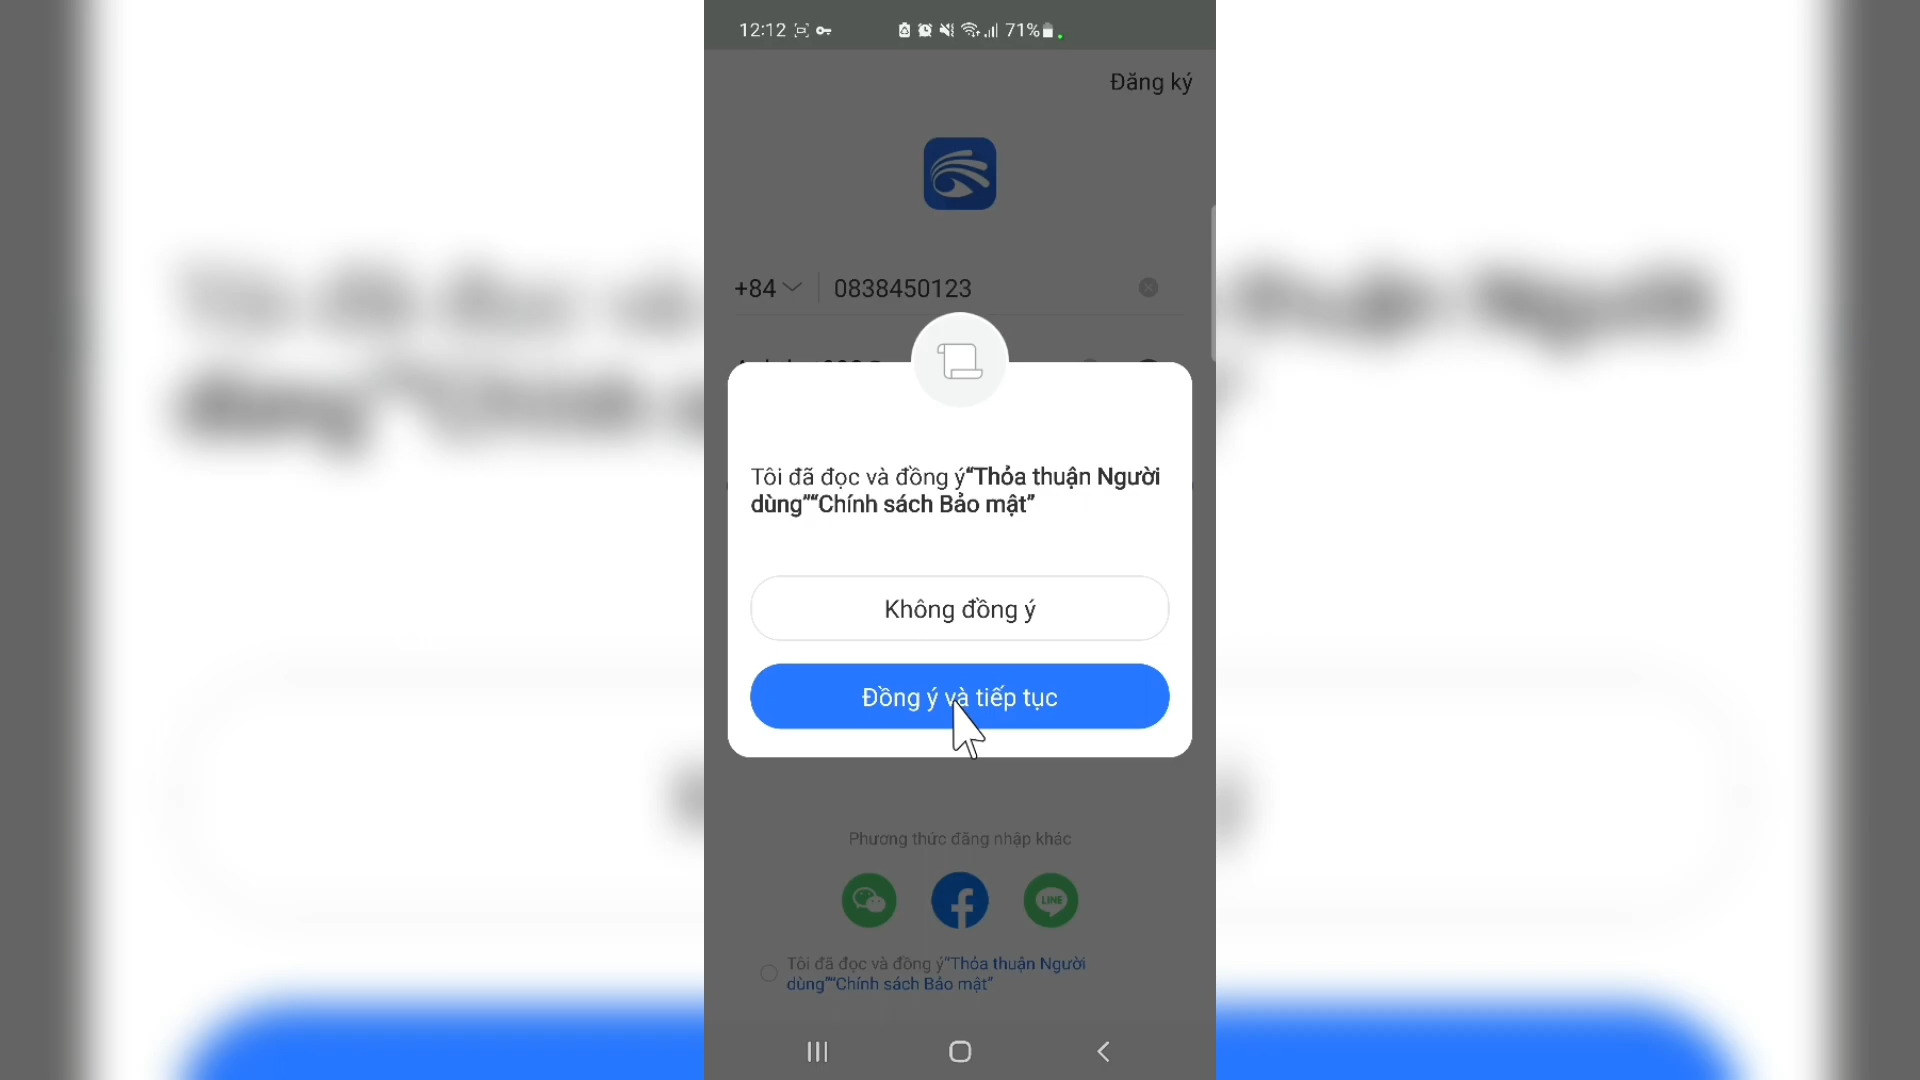 12:12 71%
Đăng ký
+84 0838450123
Tôi đã đọc và đồng ý“Thỏa thuận Người
dùng”“Chính sách Bảo mật”
Không đồng ý
Đồng ý và tiếp tục
Phương thức đăng nhập khác
LINE
Tôi đã đọc và đồng ý“Thỏa thuận Người
dùng”“Chính sách Bảo mật”